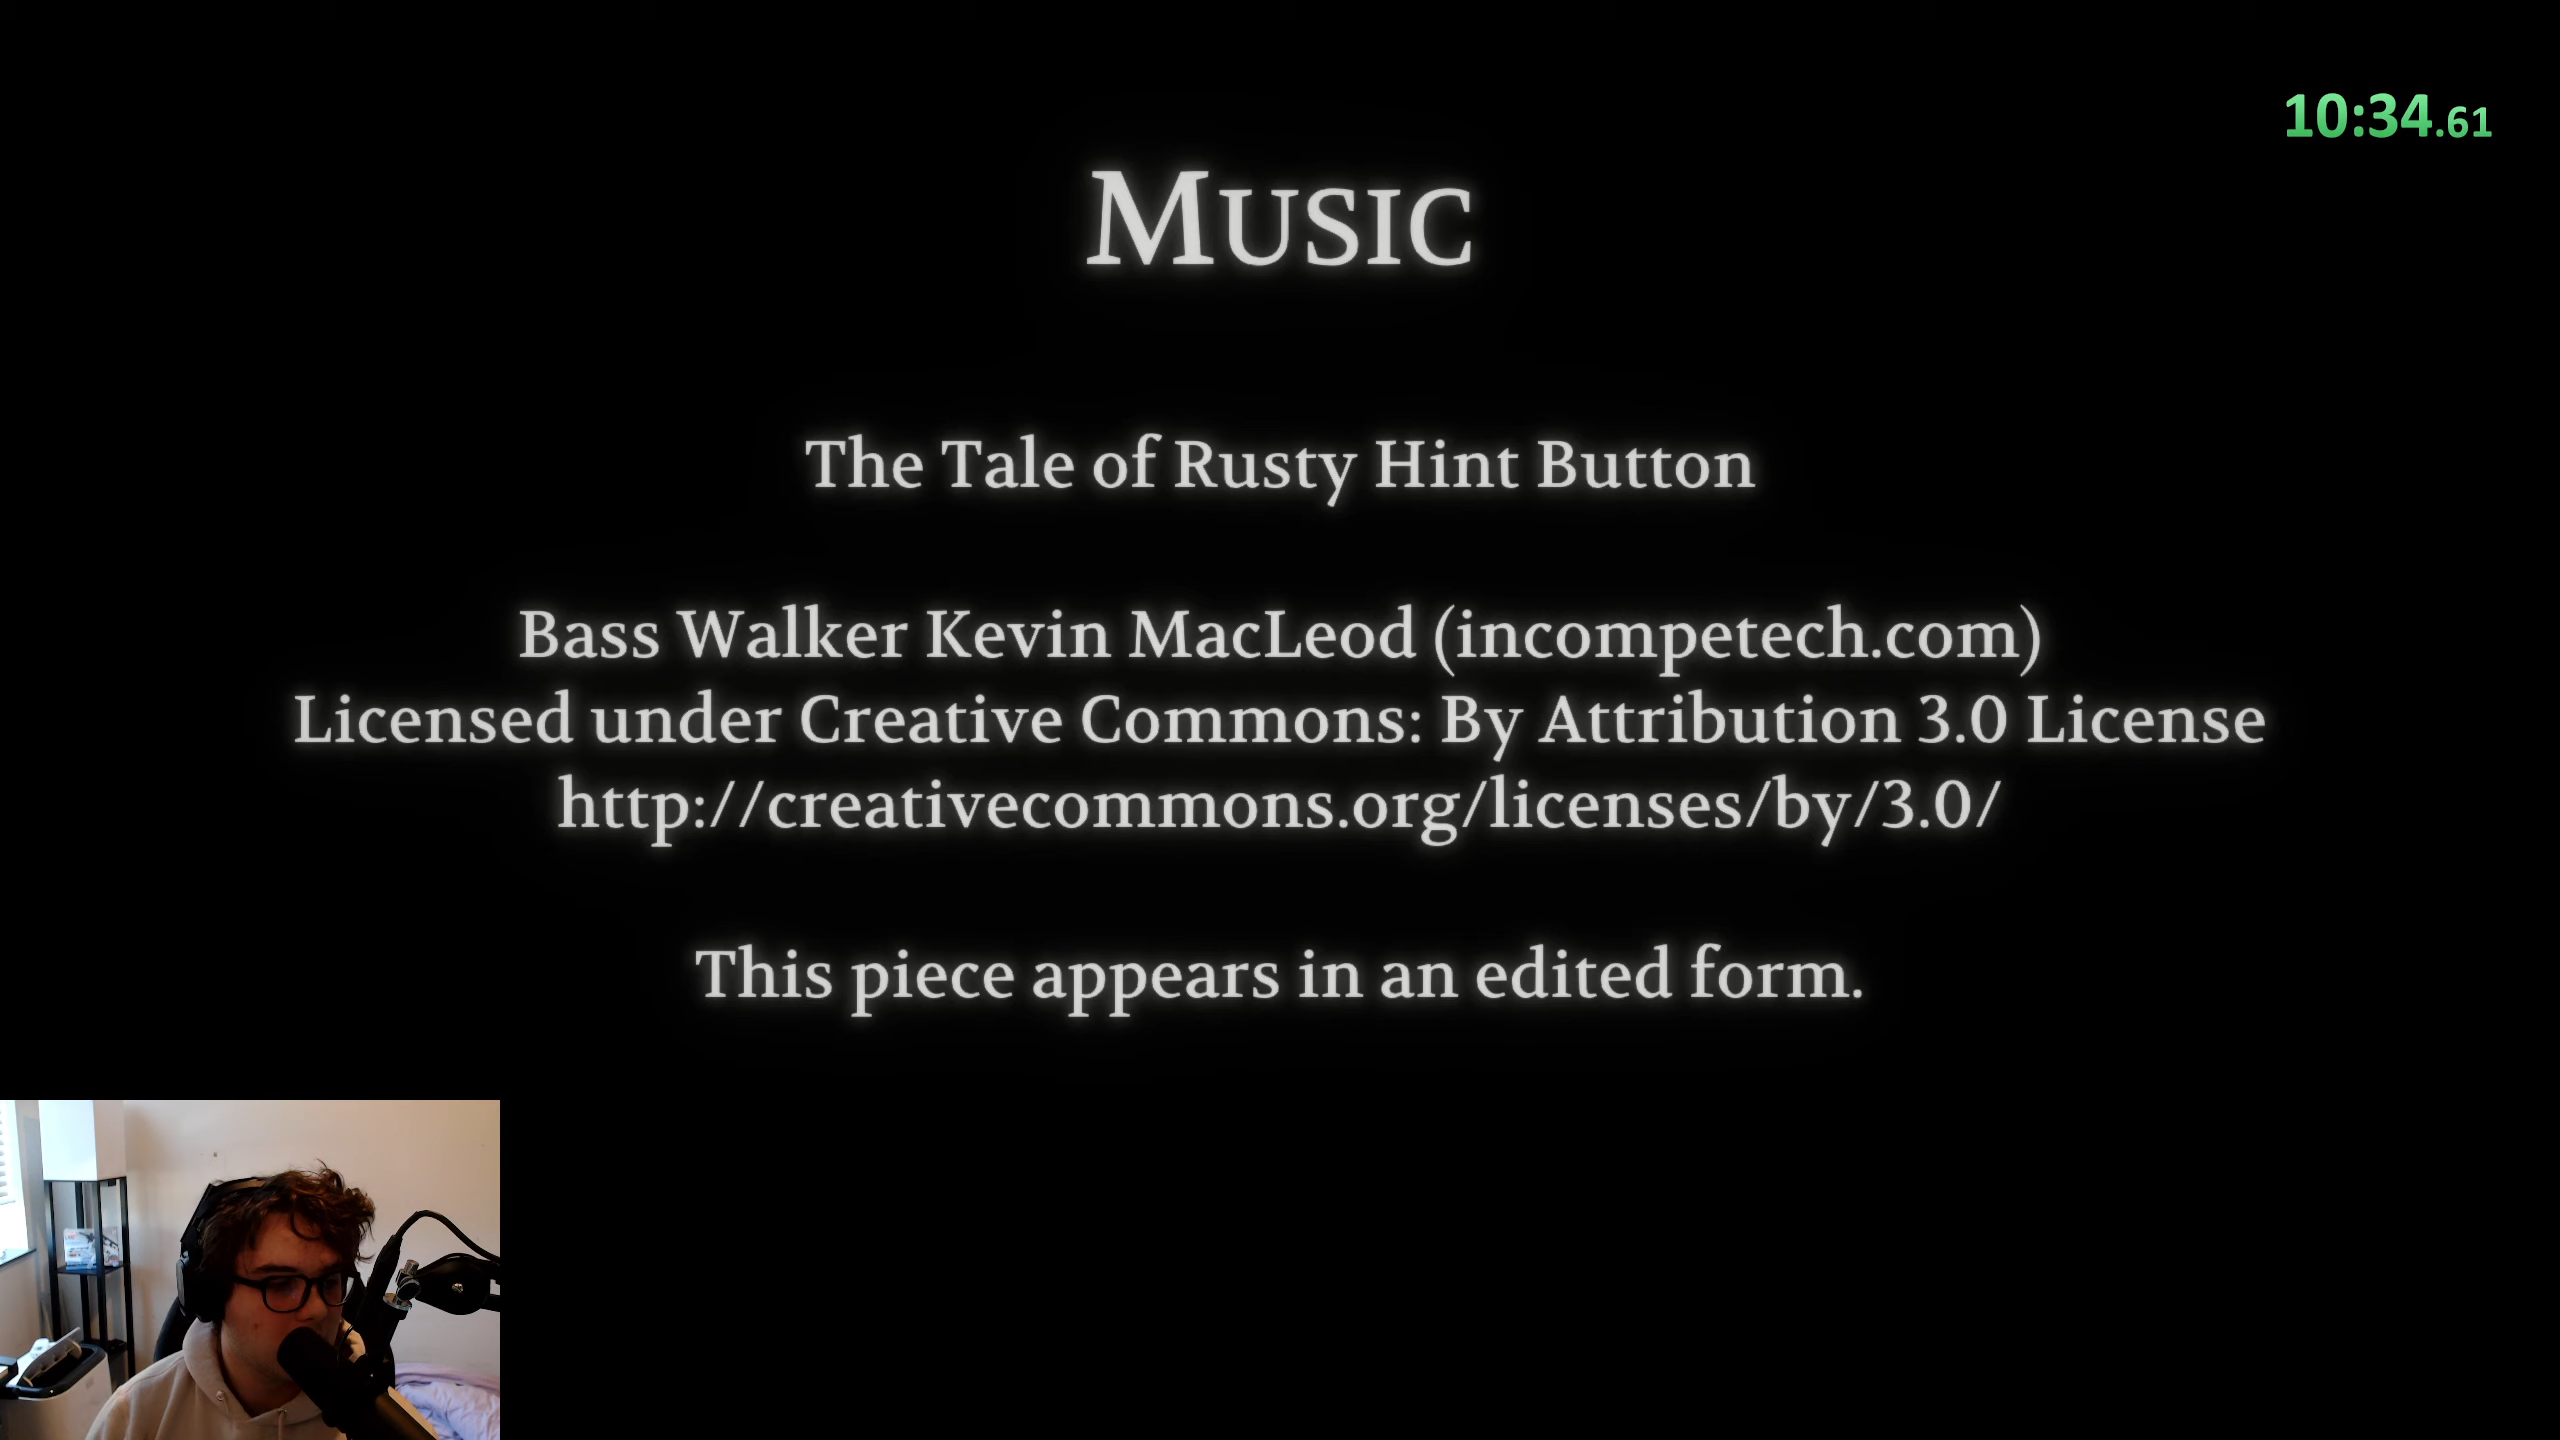 10:34.61
Music
The Tale of Rusty Hint Button
Bass Walker Kevin MacLeod (incompetech.com)
Licensed under Creative Commons: By Attribution 3.0 License
http://creativecommons.org/licenses/by/3.0/
This piece appears in an edited form.